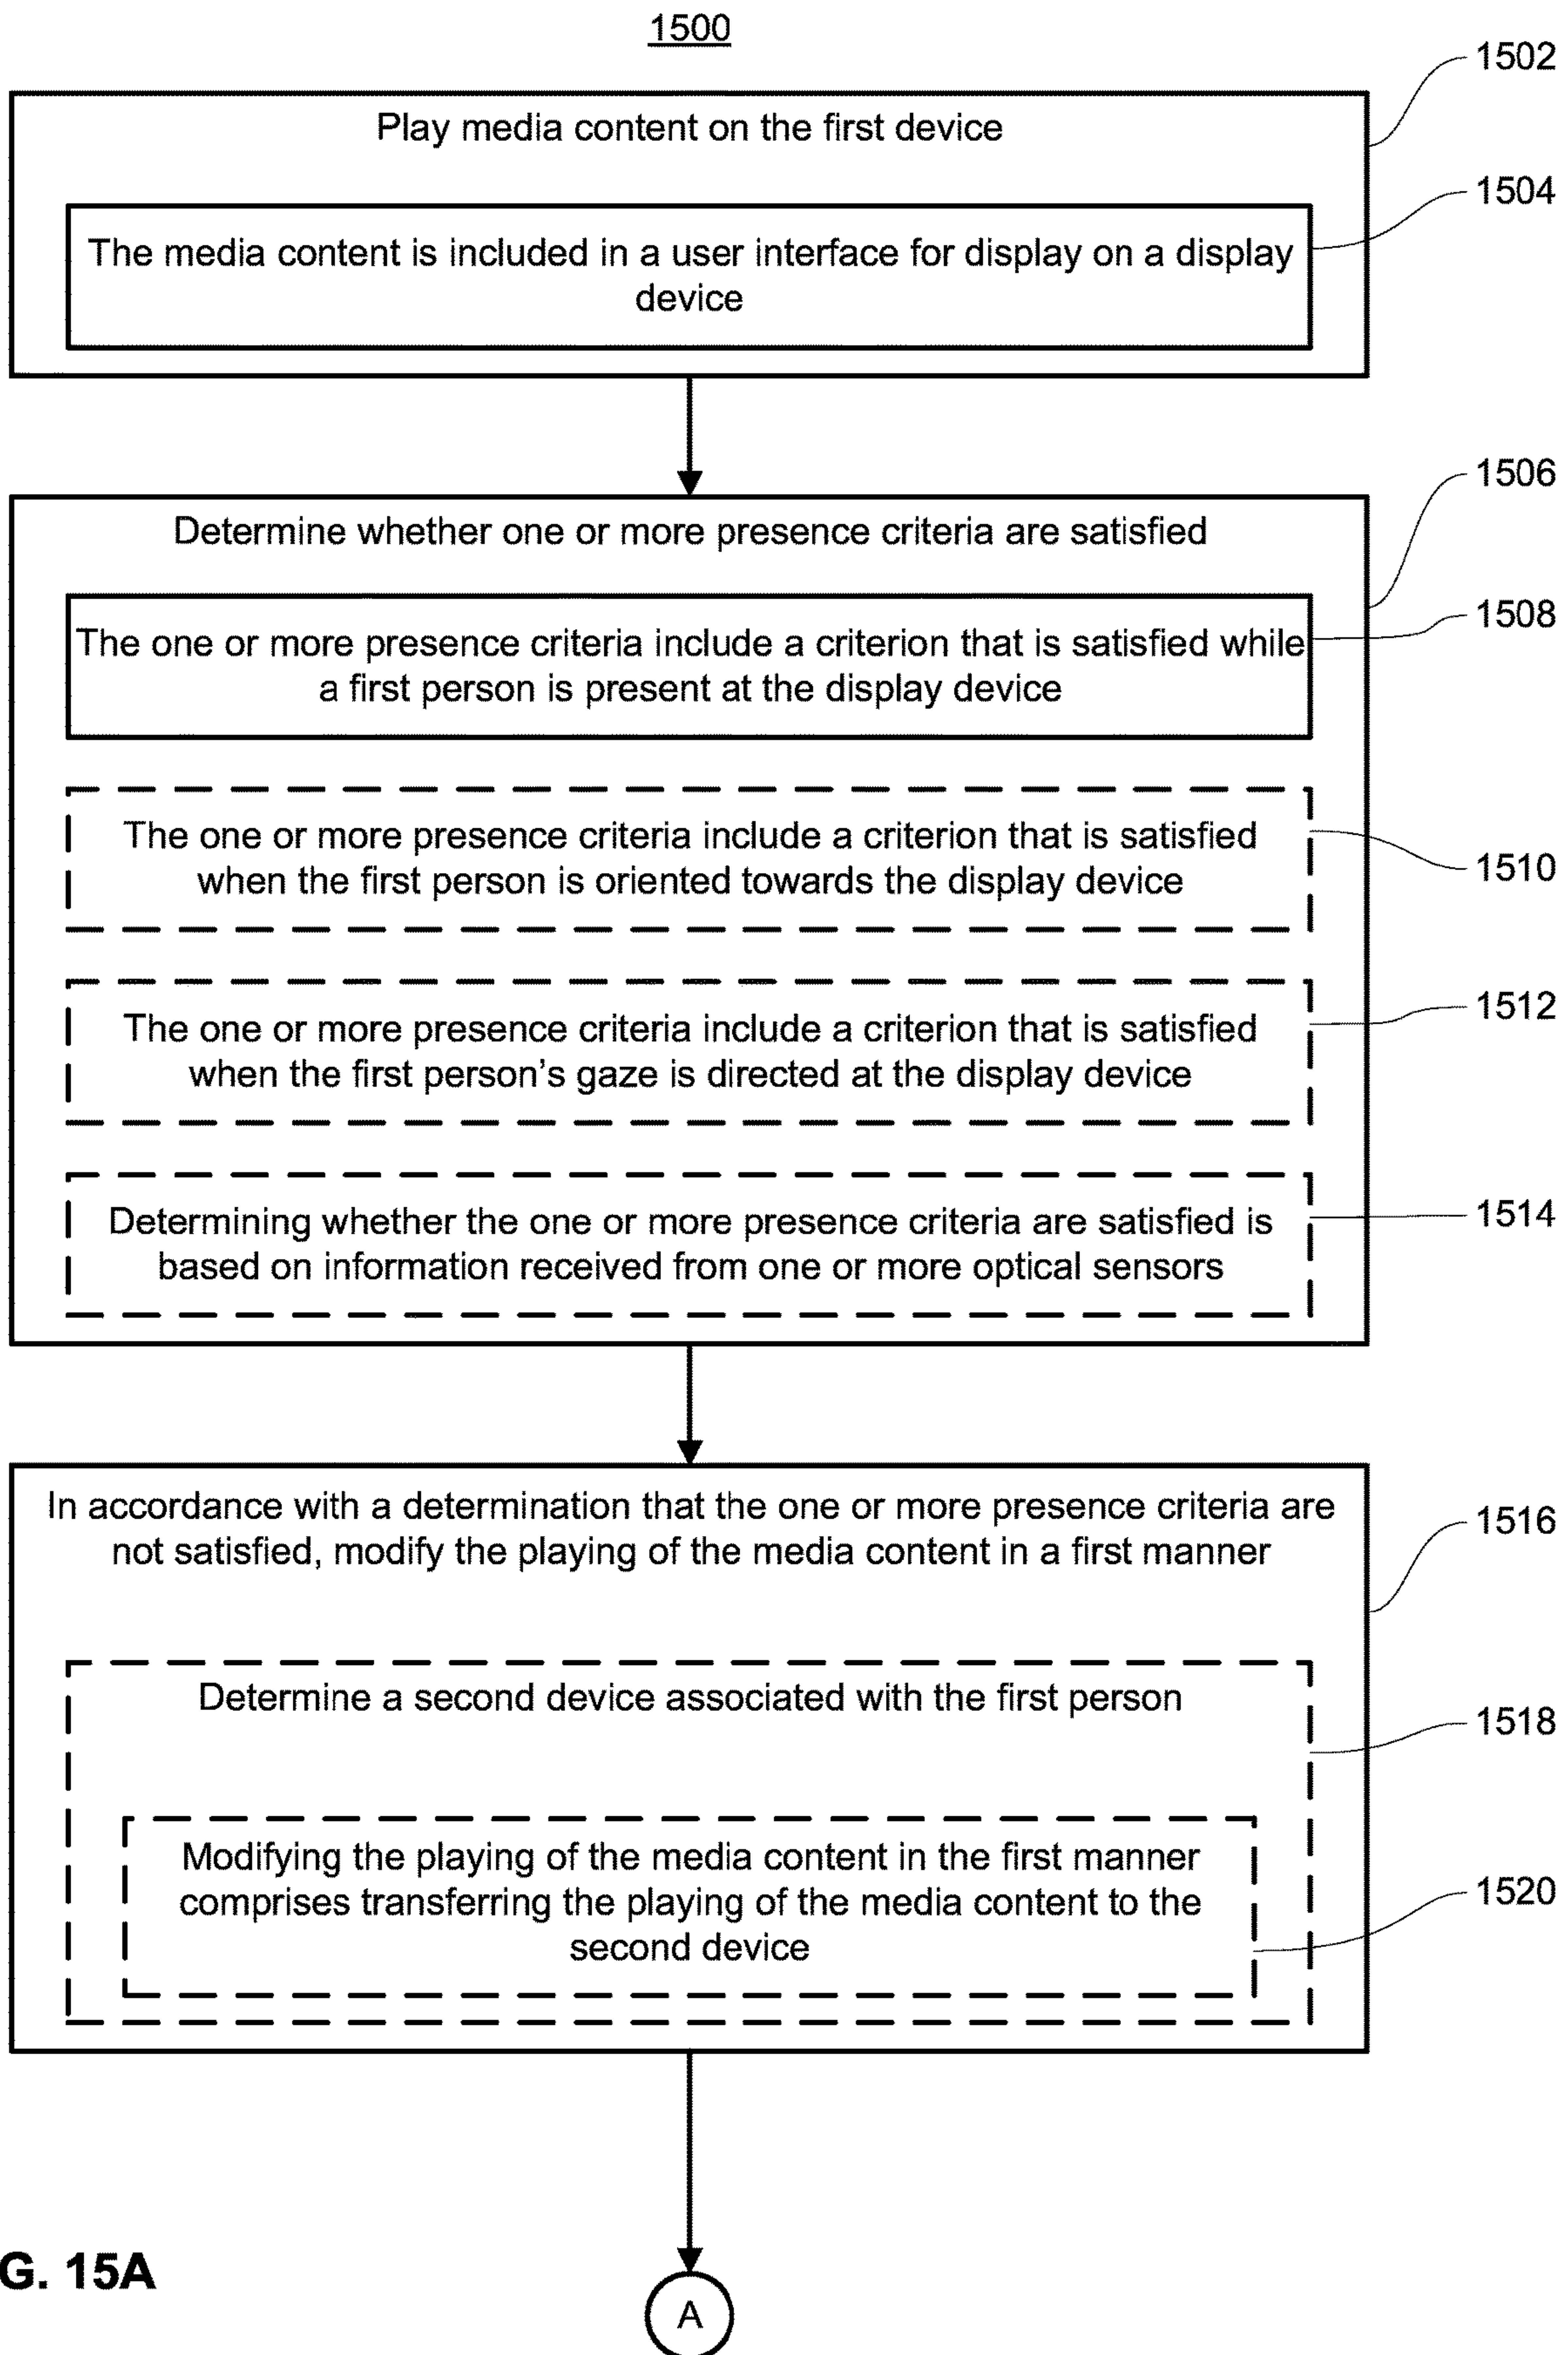 1500
1502
Play media content on the first device
1504
The media content is included in a user interface for display on a display
device
1506
Determine whether one or more presence criteria are satisfied
1508
The one or more presence criteria include a criterion that is satisfied while
a first person is present at the display device
The one or more presence criteria include a criterion that is satisfied
when the first person is oriented towards the display device
1510
The one or more presence criteria include a criterion that is satisfied
when the first person's gaze is directed at the display device
1512
Determining whether the one or more presence criteria are satisfied is
based on information received from one or more optical sensors
1514
In accordance with a determination that the one or more presence criteria are
not satisfied, modify the playing of the media content in a first manner
1516
Determine a second device associated with the first person
1518
Modifying the playing of the media content in the first manner
comprises transferring the playing of the media content to the
second device
1520
G. 15A
A